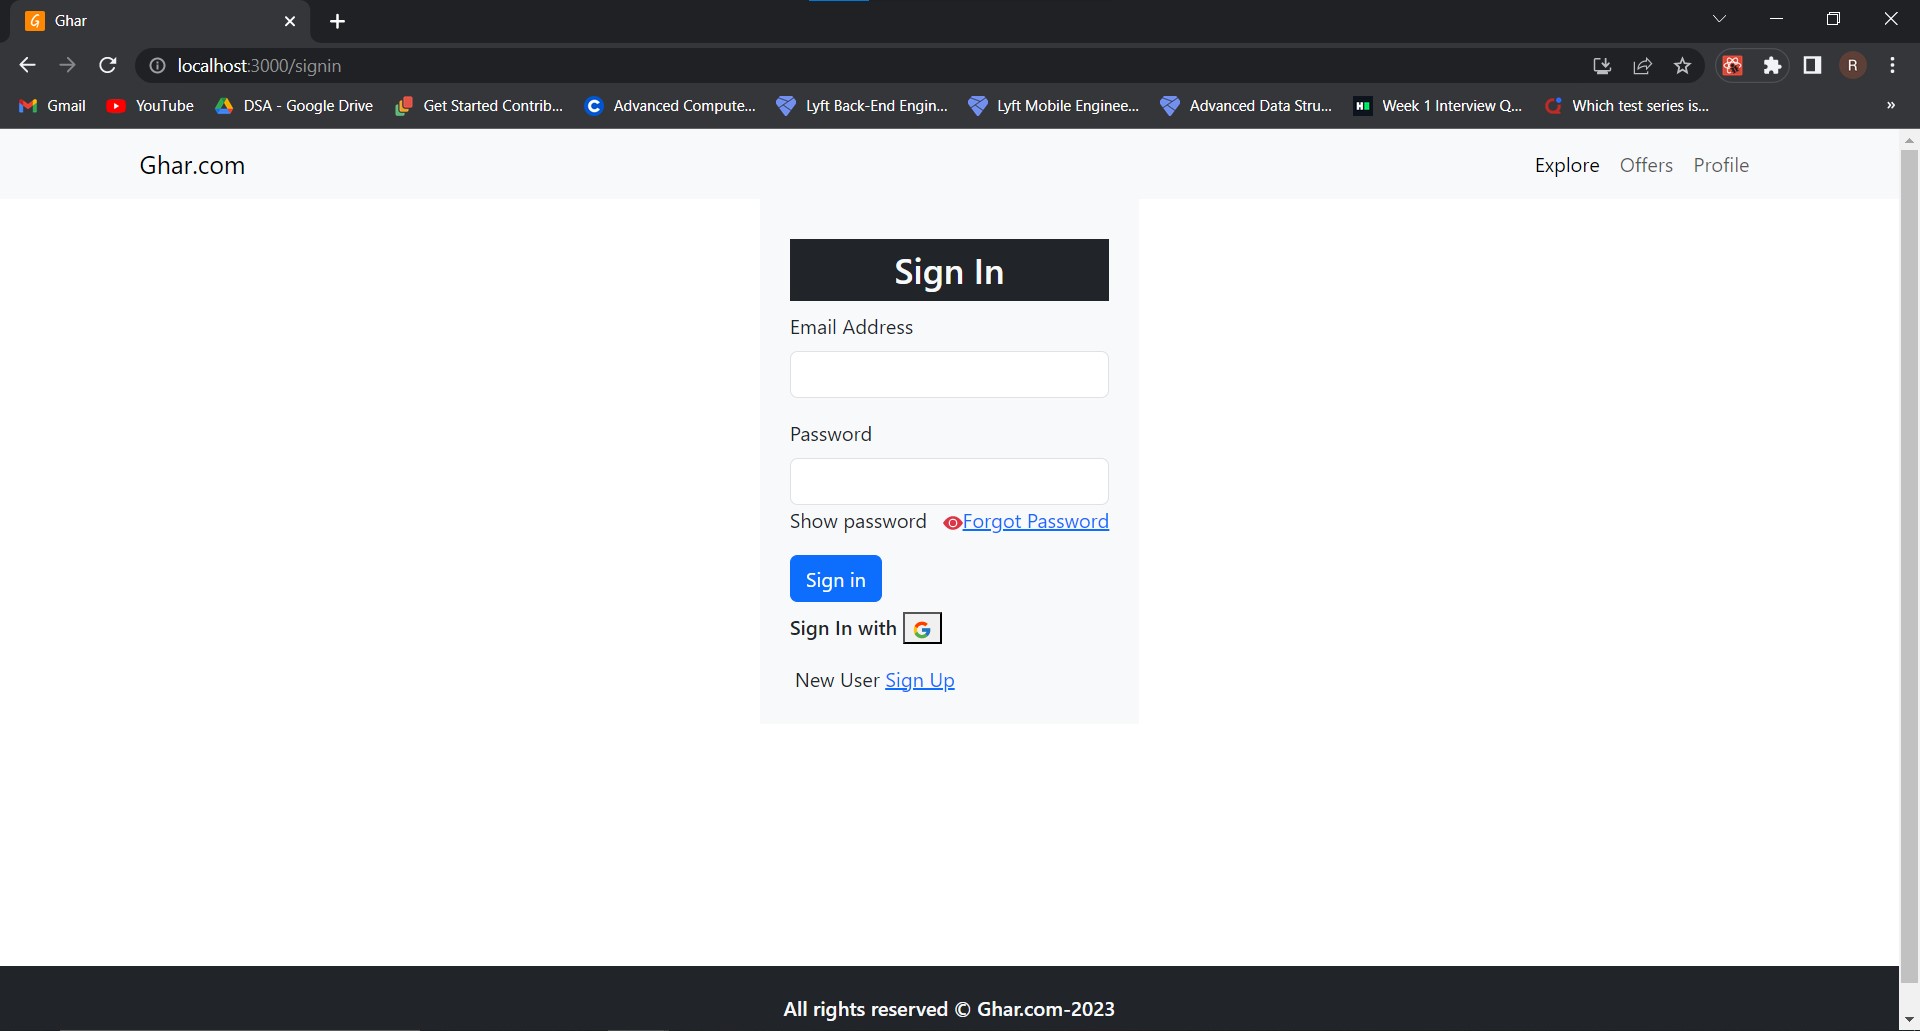 Ghar
localhost:3000/signin
R
Gmail YouTube DSA - Google Drive Get Started Contrib... Advanced Compute... Lyft Back-End Engin... Lyft Mobile Enginee... Advanced Data Stru... Week 1 Interview Q... Which test series is... »
Ghar.com Explore Offers Profile
Sign In
Email Address
Password
Show password Forgot Password
Sign in
Sign In with G
New User Sign Up
All rights reserved © Ghar.com-2023